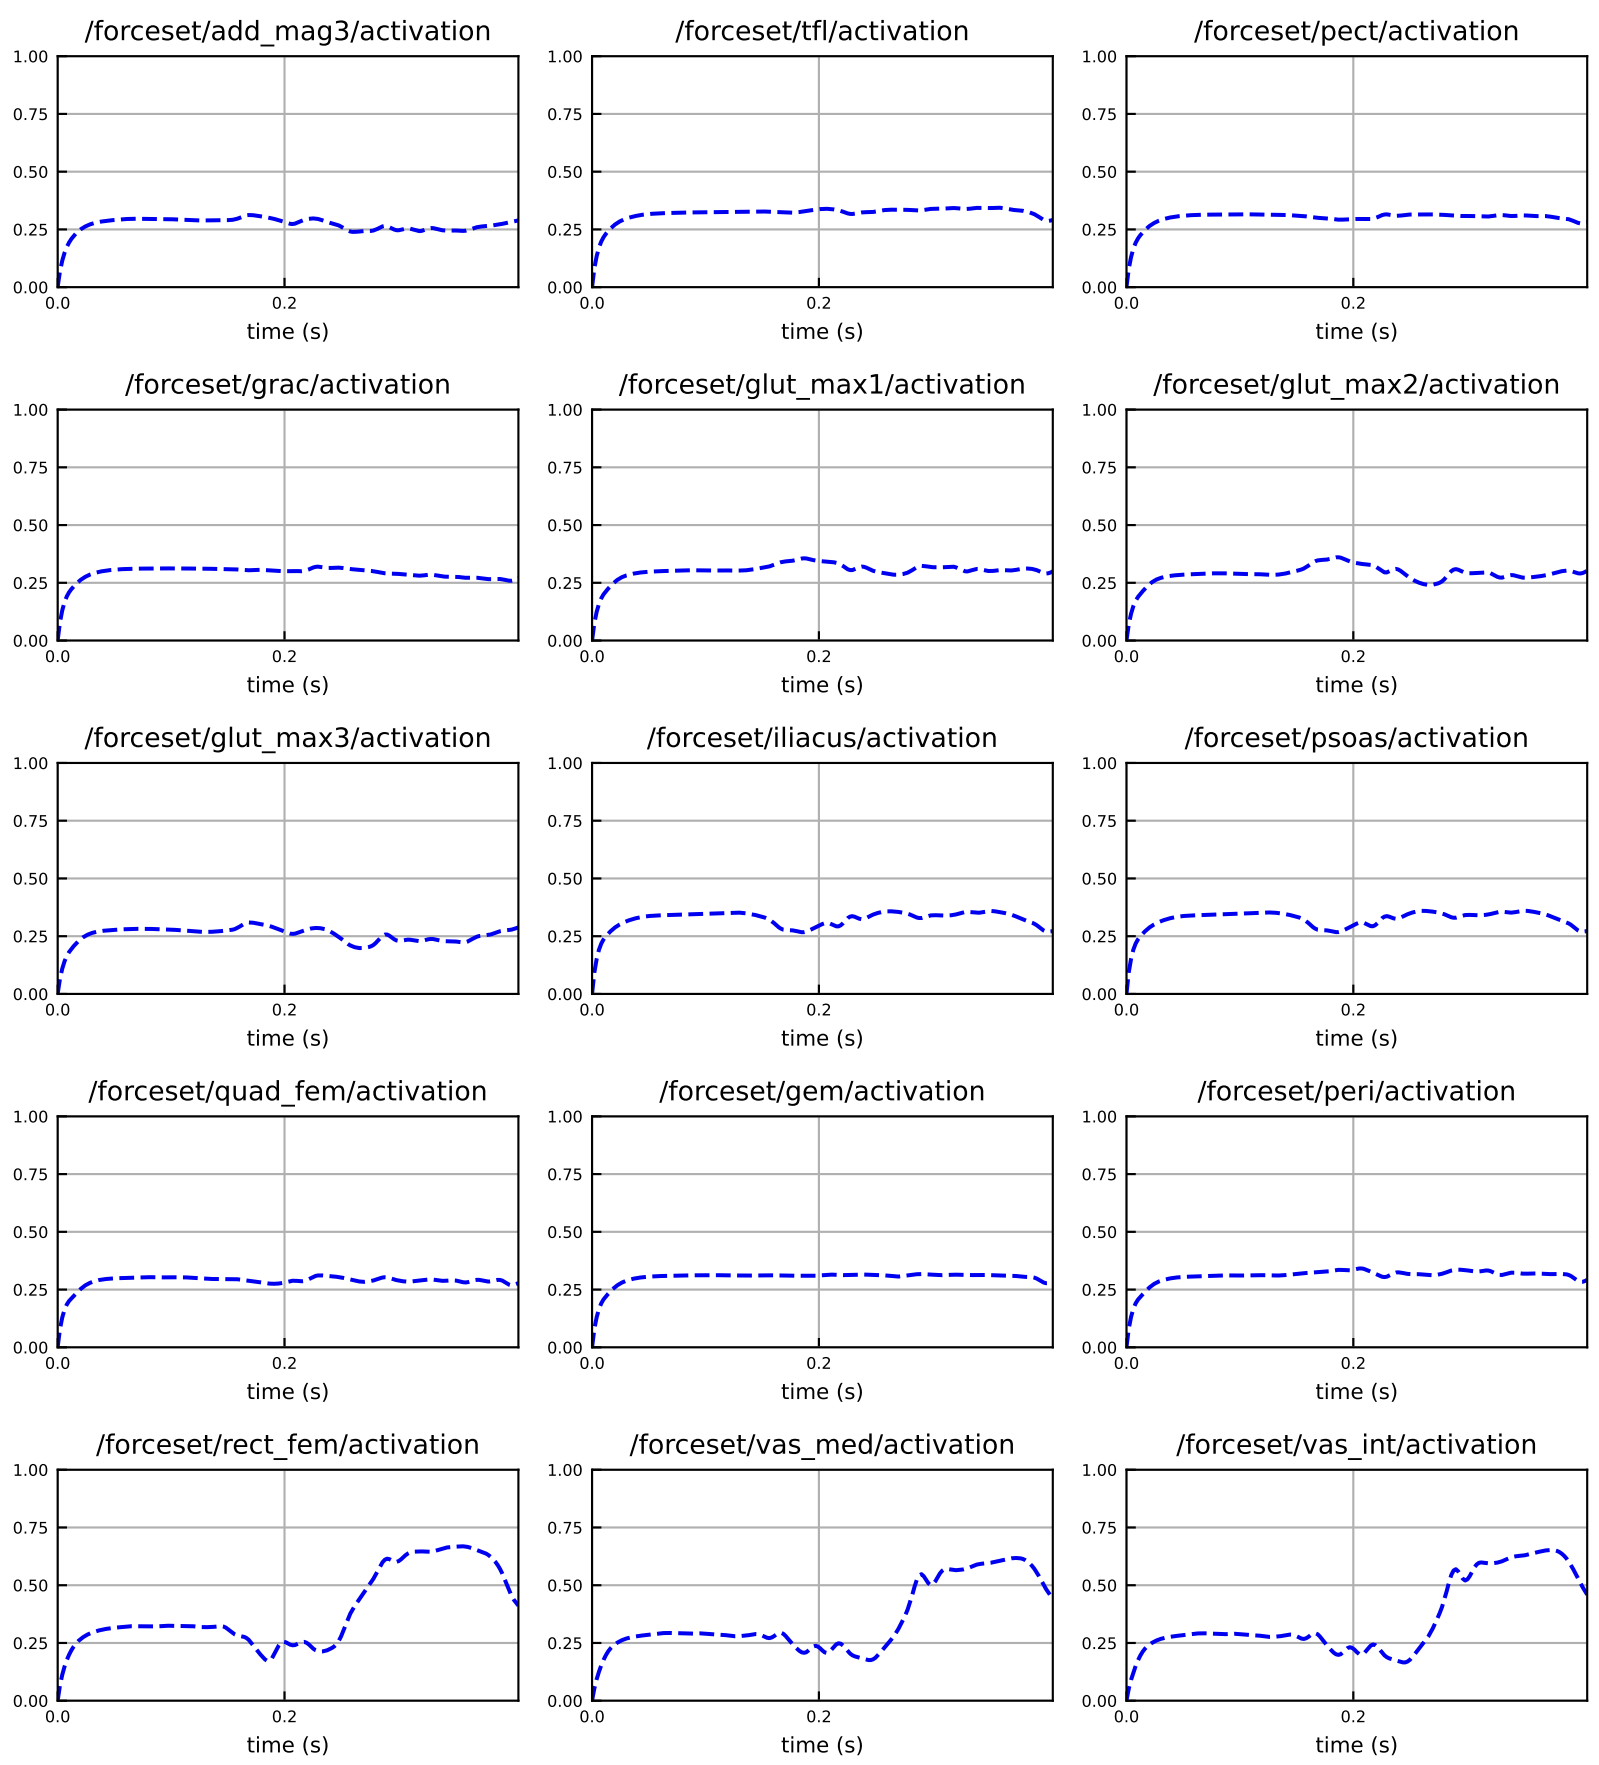 /forceset/add_mag3/activation /forceset/tfl/activation /forceset/pect/activation
1.00 1.00 1.00
0.75 0.75 0.75
0.50 0.50 0.50
0.25 0.25 0.25
0.00 0.00 0.00
0.0 0.2 0.0 0.2 0.0 0.2
time (s) time (s) time (s)
/forceset/grac/activation /forceset/glut_max1/activation /forceset/glut_max2/activation
1.00 1.00 1.00
0.75 0.75 0.75
0.50 0.50 0.50
0.25 0.25 0.25
0.00 0.00 0.00
0.0 0.2 0.0 0.2 0.0 0.2
time (s) time (s) time (s)
/forceset/glut_max3/activation /forceset/iliacus/activation /forceset/psoas/activation
1.00 1.00 1.00
0.75 0.75 0.75
0.50 0.50 0.50
0.25 0.25 0.25
0.00 0.00 0.00
0.0 0.2 0.0 0.2 0.0 0.2
time (s) time (s) time (s)
/forceset/quad_fem/activation /forceset/gem/activation /forceset/peri/activation
1.00 1.00 1.00
0.75 0.75 0.75
0.50 0.50 0.50
0.25 0.25 0.25
0.00 0.00 0.00
0.0 0.2 0.0 0.2 0.0 0.2
time (s) time (s) time (s)
/forceset/rect_fem/activation /forceset/vas_med/activation /forceset/vas_int/activation
1.00 1.00 1.00
0.75 0.75 0.75
0.50 0.50 0.50
0.25 0.25 0.25
0.00 0.00 0.00
0.0 0.2 0.0 0.2 0.0 0.2
time (s) time (s) time (s)